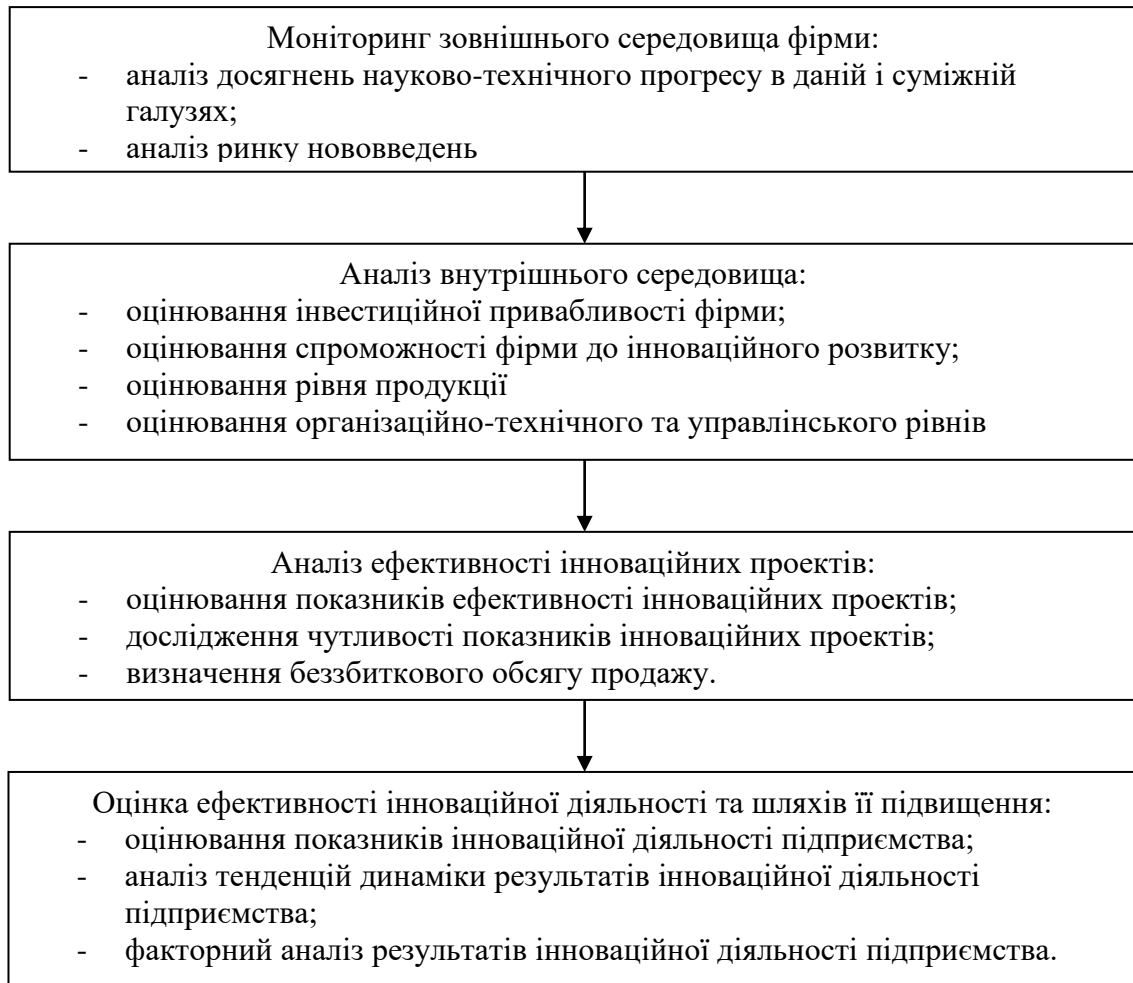 Моніторинг зовнішнього середовища фірми:
- аналіз досягнень науково-технічного прогресу в даній і суміжній
галузях;
- аналіз ринку нововведень
Аналіз внутрішнього середовища:
- оцінювання інвестиційної привабливості фірми;
- оцінювання спроможності фірми до інноваційного розвитку;
- оцінювання рівня продукції
- оцінювання організаційно-технічного та управлінського рівнів
Аналіз ефективності інноваційних проектів:
- оцінювання показників ефективності інноваційних проектів;
- дослідження чутливості показників інноваційних проектів;
- визначення беззбиткового обсягу продажу.
Оцінка ефективності інноваційної діяльності та шляхів її підвищення:
- оцінювання показників інноваційної діяльності підприємства;
- аналіз тенденцій динаміки результатів інноваційної діяльності
підприємства;
- факторний аналіз результатів інноваційної діяльності підприємства.